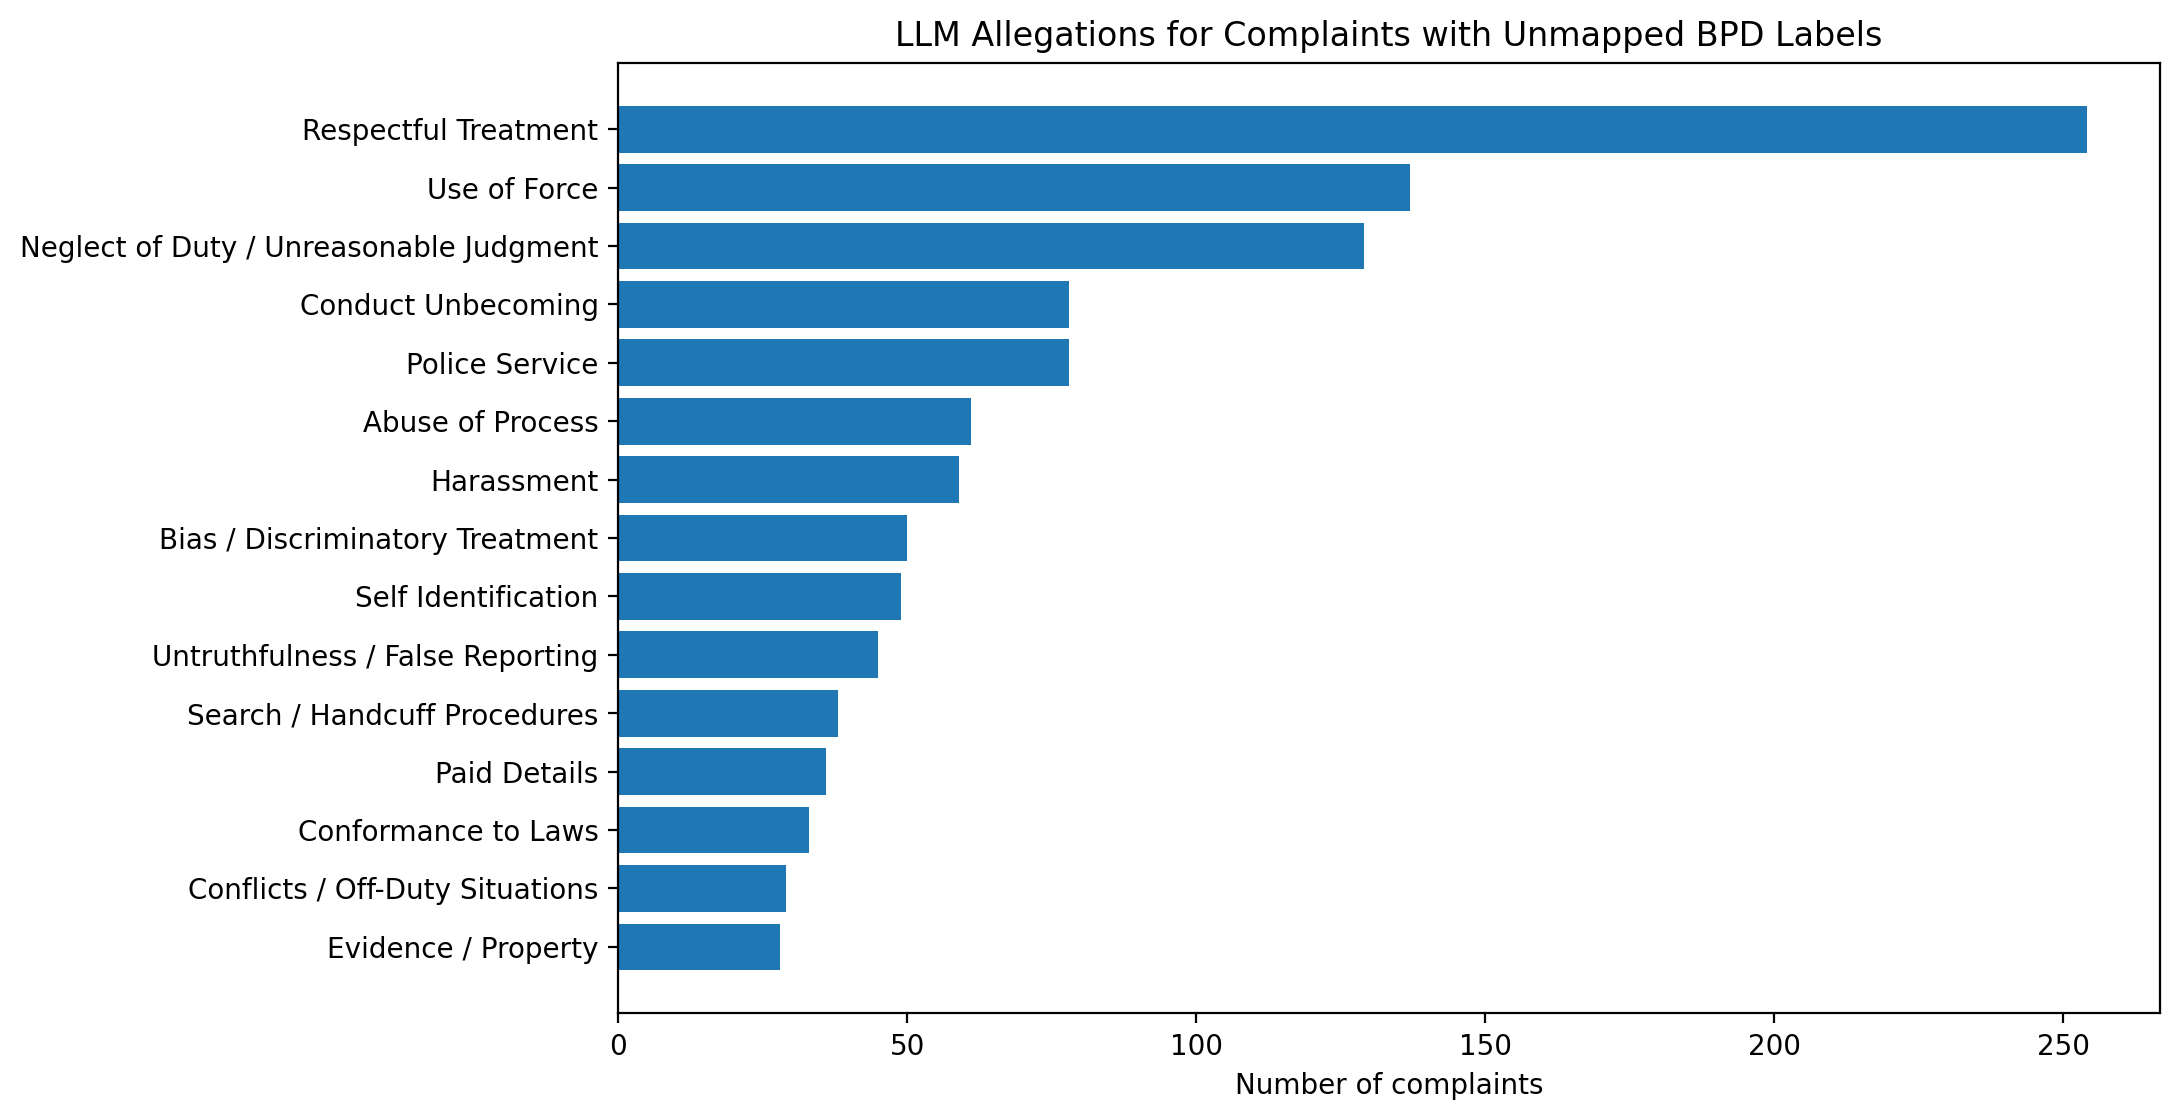 LLM Allegations for Complaints with Unmapped BPD Labels
Respectful Treatment
Use of Force
Neglect of Duty / Unreasonable Judgment
Conduct Unbecoming
Police Service
Abuse of Process
Harassment
Bias / Discriminatory Treatment
Self Identification
Untruthfulness / False Reporting
Search / Handcuff Procedures
Paid Details
Conformance to Laws
Conflicts / Off-Duty Situations
Evidence / Property
0 50 100 150 200 250
Number of complaints